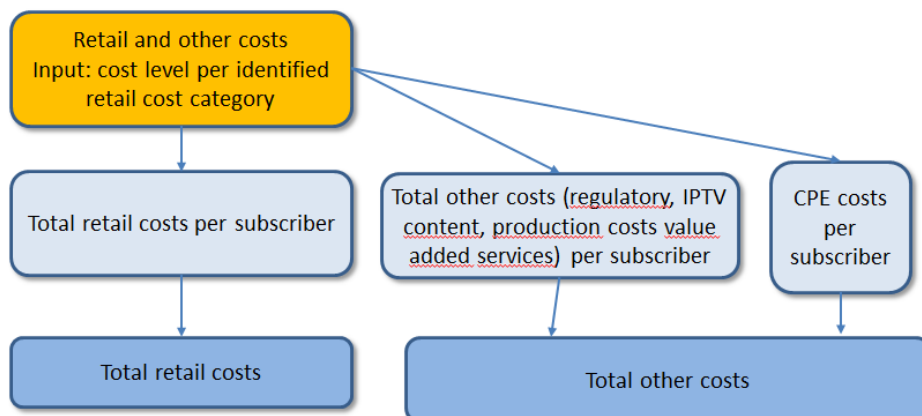 Retail and other costs
Input: cost level per identified
retail cost category
Total retail costs per subscriber
Total other costs (regulatory, IPTV
content, production costs value
added services) per subscriber
CPE costs
per
subscriber
Total retail costs
Total other costs